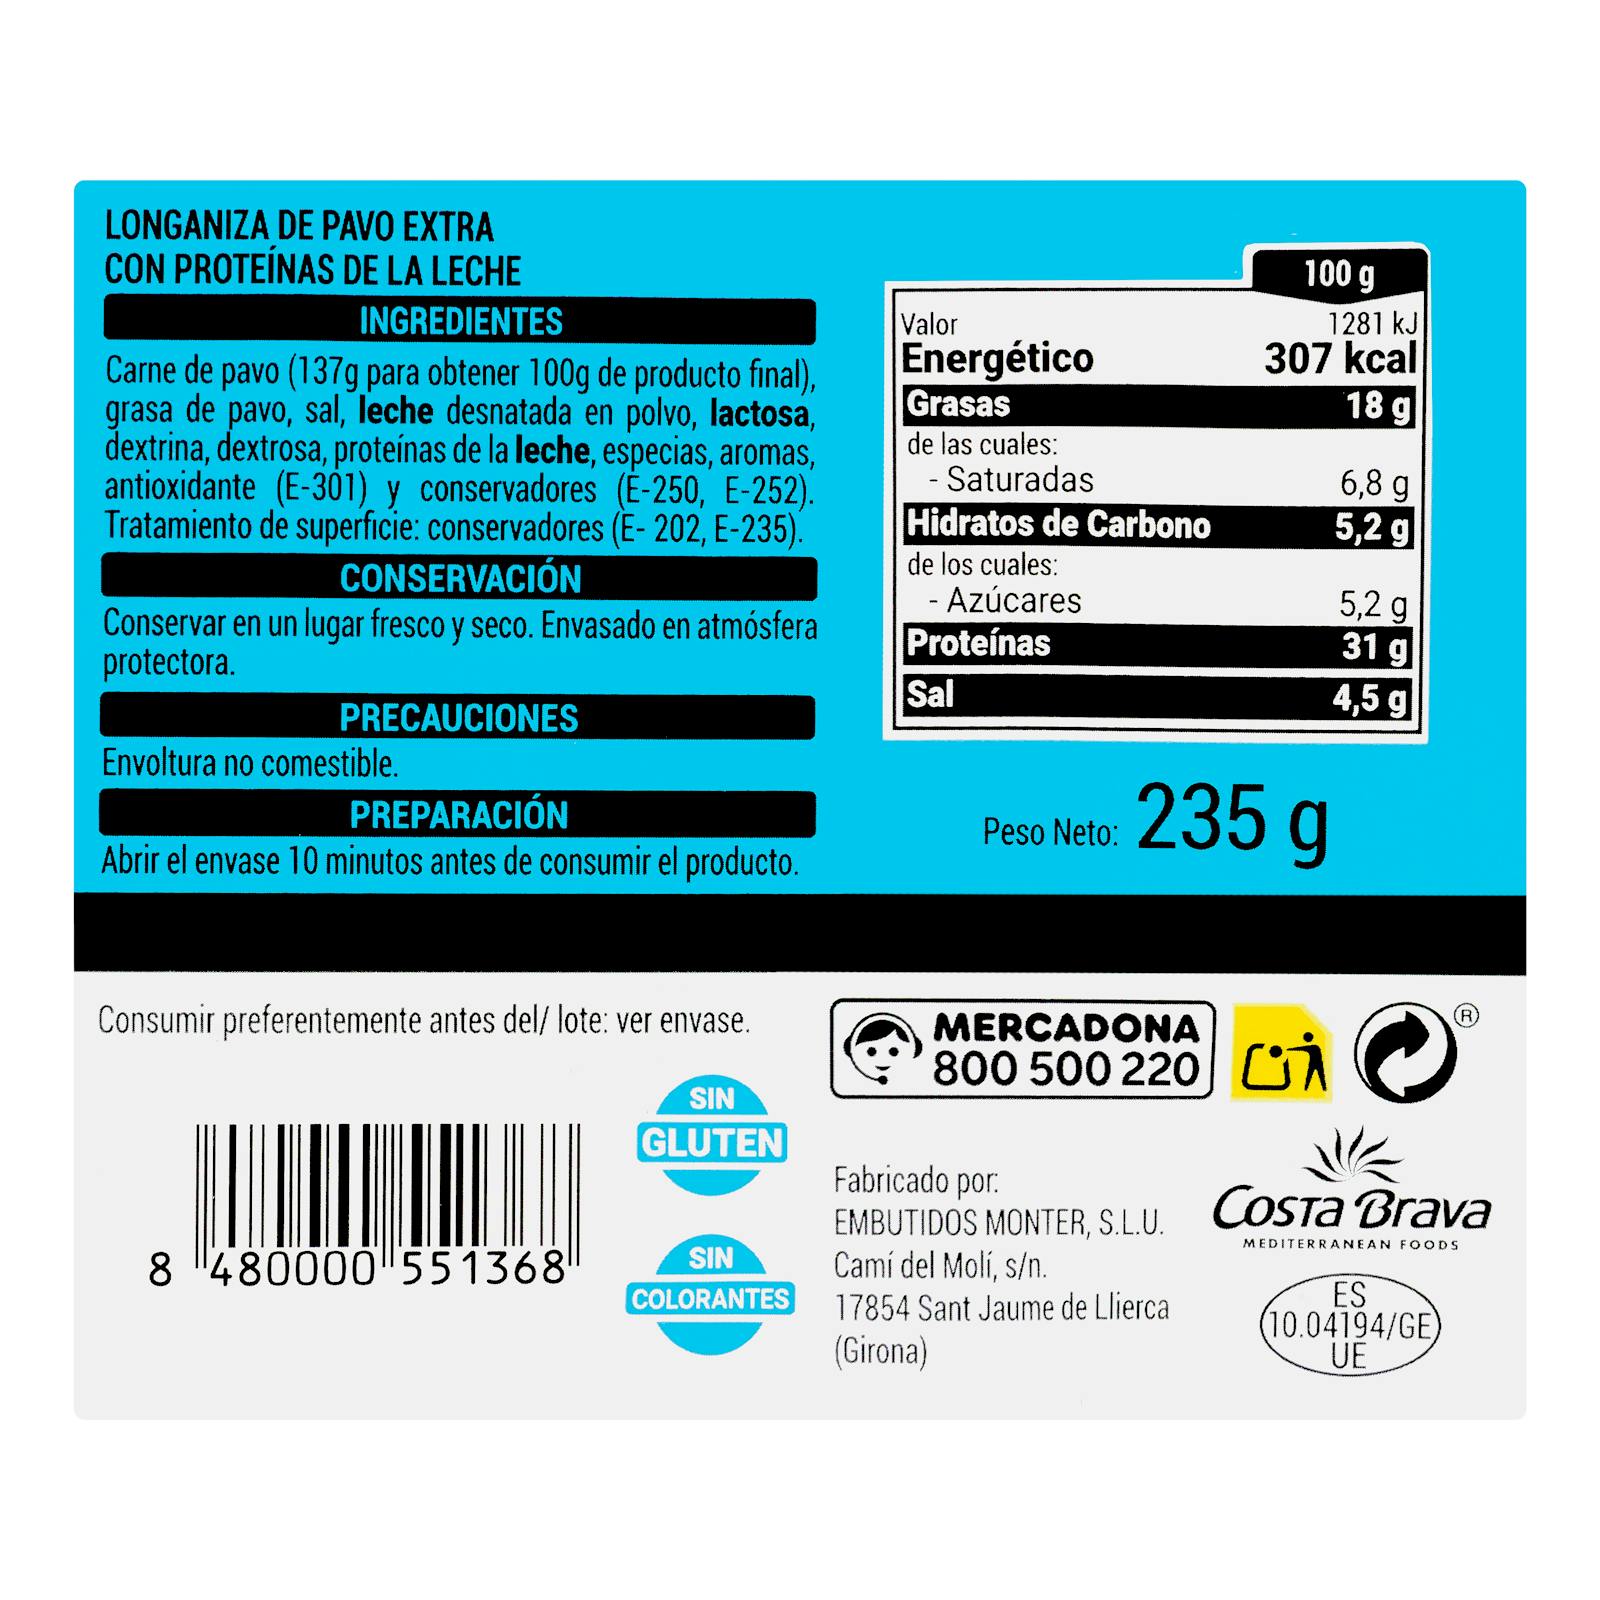 LONGANIZA DE PAVO EXTRA
CON PROTEÍNAS DE LA LECHE
INGREDIENTES
Carne de pavo (137g para obtener 100g de producto final),
grasa de pavo, sal, leche desnatada en polvo, lactosa,
dextrina, dextrosa, proteínas de la leche, especias, aromas,
antioxidante (E-301) y conservadores (E-250, E-252).
Tratamiento de superficie: conservadores (E- 202, E-235).
CONSERVACIÓN
Conservar en un lugar fresco y seco. Envasado en atmósfera
protectora.
PRECAUCIONES
Envoltura no comestible.
PREPARACIÓN
Abrir el envase 10 minutos antes de consumir el producto.
100 g
Valor 1281 kJ
Energético 307 kcal
Grasas 18 g
de las cuales:
- Saturadas 6,8 g
Hidratos de Carbono 5,2 g
de los cuales:
- Azúcares 5,2 g
Proteínas 31 g
Sal 4,5 g
Peso Neto: 235 g
Consumir preferentemente antes del/ lote: ver envase.
SIN
GLUTEN
SIN
COLORANTES
8 480000 551368
MERCADONA
800 500 220
®
Fabricado por:
EMBUTIDOS MONTER, S.L.U.
Camí del Molí, s/n.
17854 Sant Jaume de Llierca
(Girona)
Costa Brava
MEDITERRANEAN FOODS
ES
10.04194/GE
UE